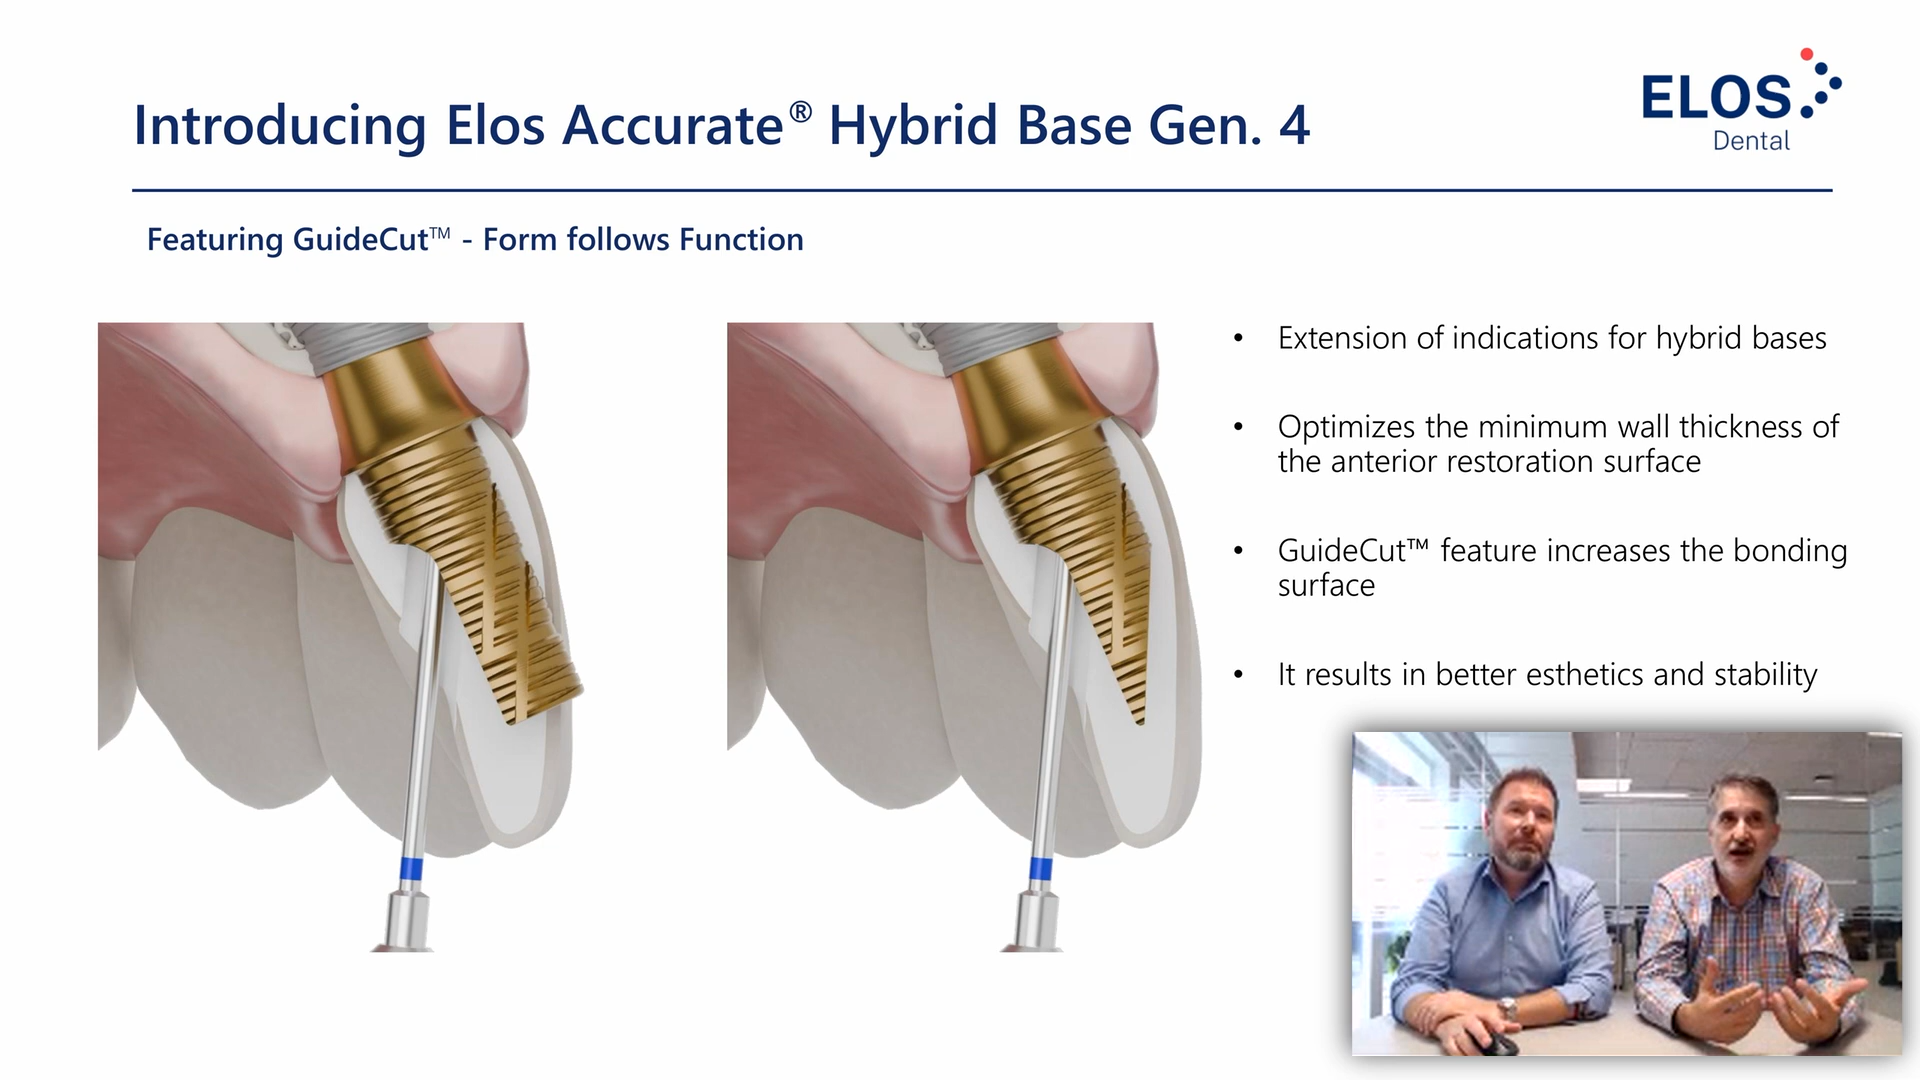 Introducing Elos Accurate® Hybrid Base Gen. 4
ELOS
Dental
Featuring GuideCut™ - Form follows Function
• Extension of indications for hybrid bases
• Optimizes the minimum wall thickness of
the anterior restoration surface
• GuideCut™ feature increases the bonding
surface
• It results in better esthetics and stability